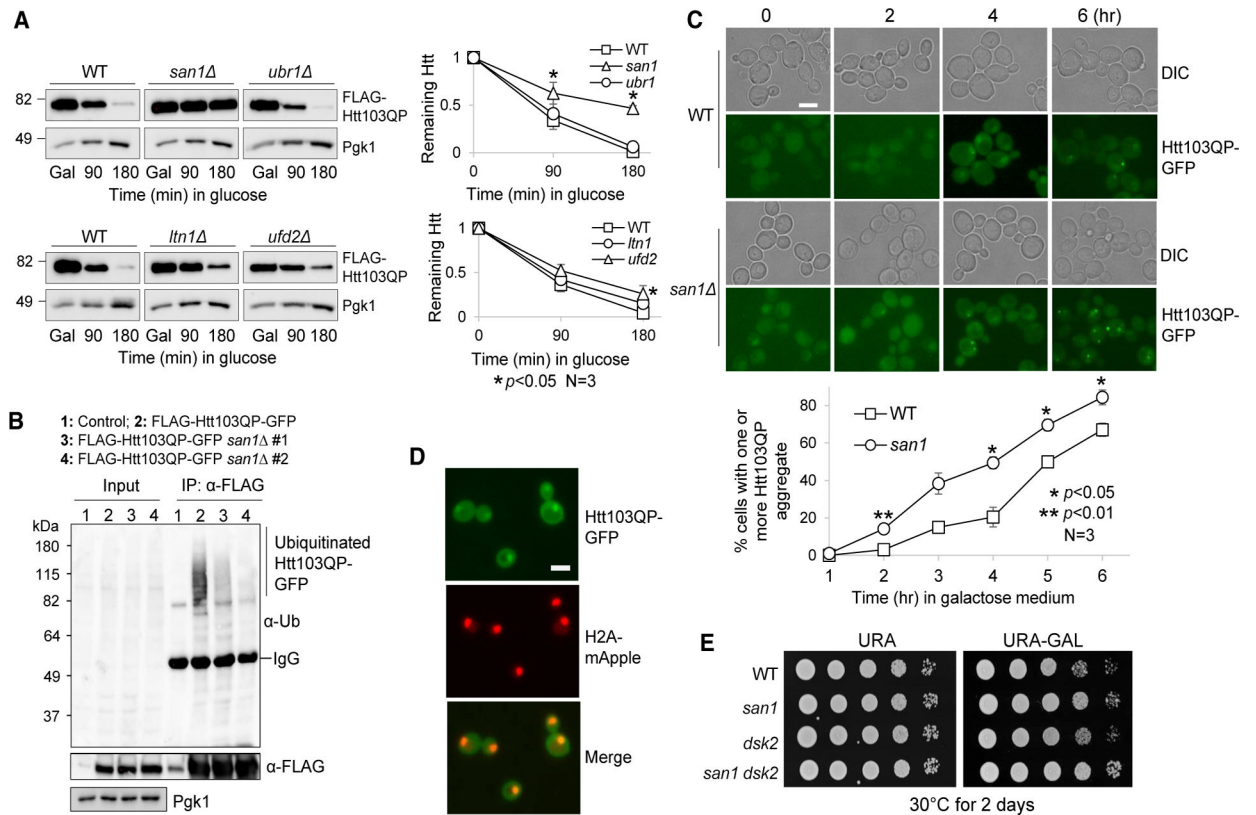 A
WT san1Δ ubr1Δ
82
FLAG-
Htt103QP
49
Pgk1
Gal 90 180 Gal 90 180 Gal 90 180
Time (min) in glucose
Remaining Htt
1
0.5
0
0 90 180
WT
san1
ubr1
*
*
Time (min) in glucose
WT ltn1Δ ufd2Δ
82
FLAG-
Htt103QP
49
Pgk1
Gal 90 180 Gal 90 180 Gal 90 180
Time (min) in glucose
Remaining Htt
1
0.5
0
0 90 180
WT
ltn1
ufd2
*
Time (min) in glucose
* p<0.05 N=3
B
1: Control; 2: FLAG-Htt103QP-GFP
3: FLAG-Htt103QP-GFP san1Δ #1
4: FLAG-Htt103QP-GFP san1Δ #2
Input IP: α-FLAG
kDa 1 2 3 4 1 2 3 4
180
115
82
64
49
37
Ubiquitinated
Htt103QP-
GFP
α-Ub
IgG
α-FLAG
Pgk1
C
0 2 4 6 (hr)
WT
DIC
Htt103QP-
GFP
san1Δ
DIC
Htt103QP-
GFP
% cells with one or
more Htt103QP
aggregate
80
60
40
20
0
1 2 3 4 5 6
WT
san1
**
*
*
*
* p<0.05
** p<0.01
N=3
Time (hr) in galactose medium
D
Htt103QP-
GFP
H2A-
mApple
Merge
E
URA URA-GAL
WT
san1
dsk2
san1 dsk2
30°C for 2 days